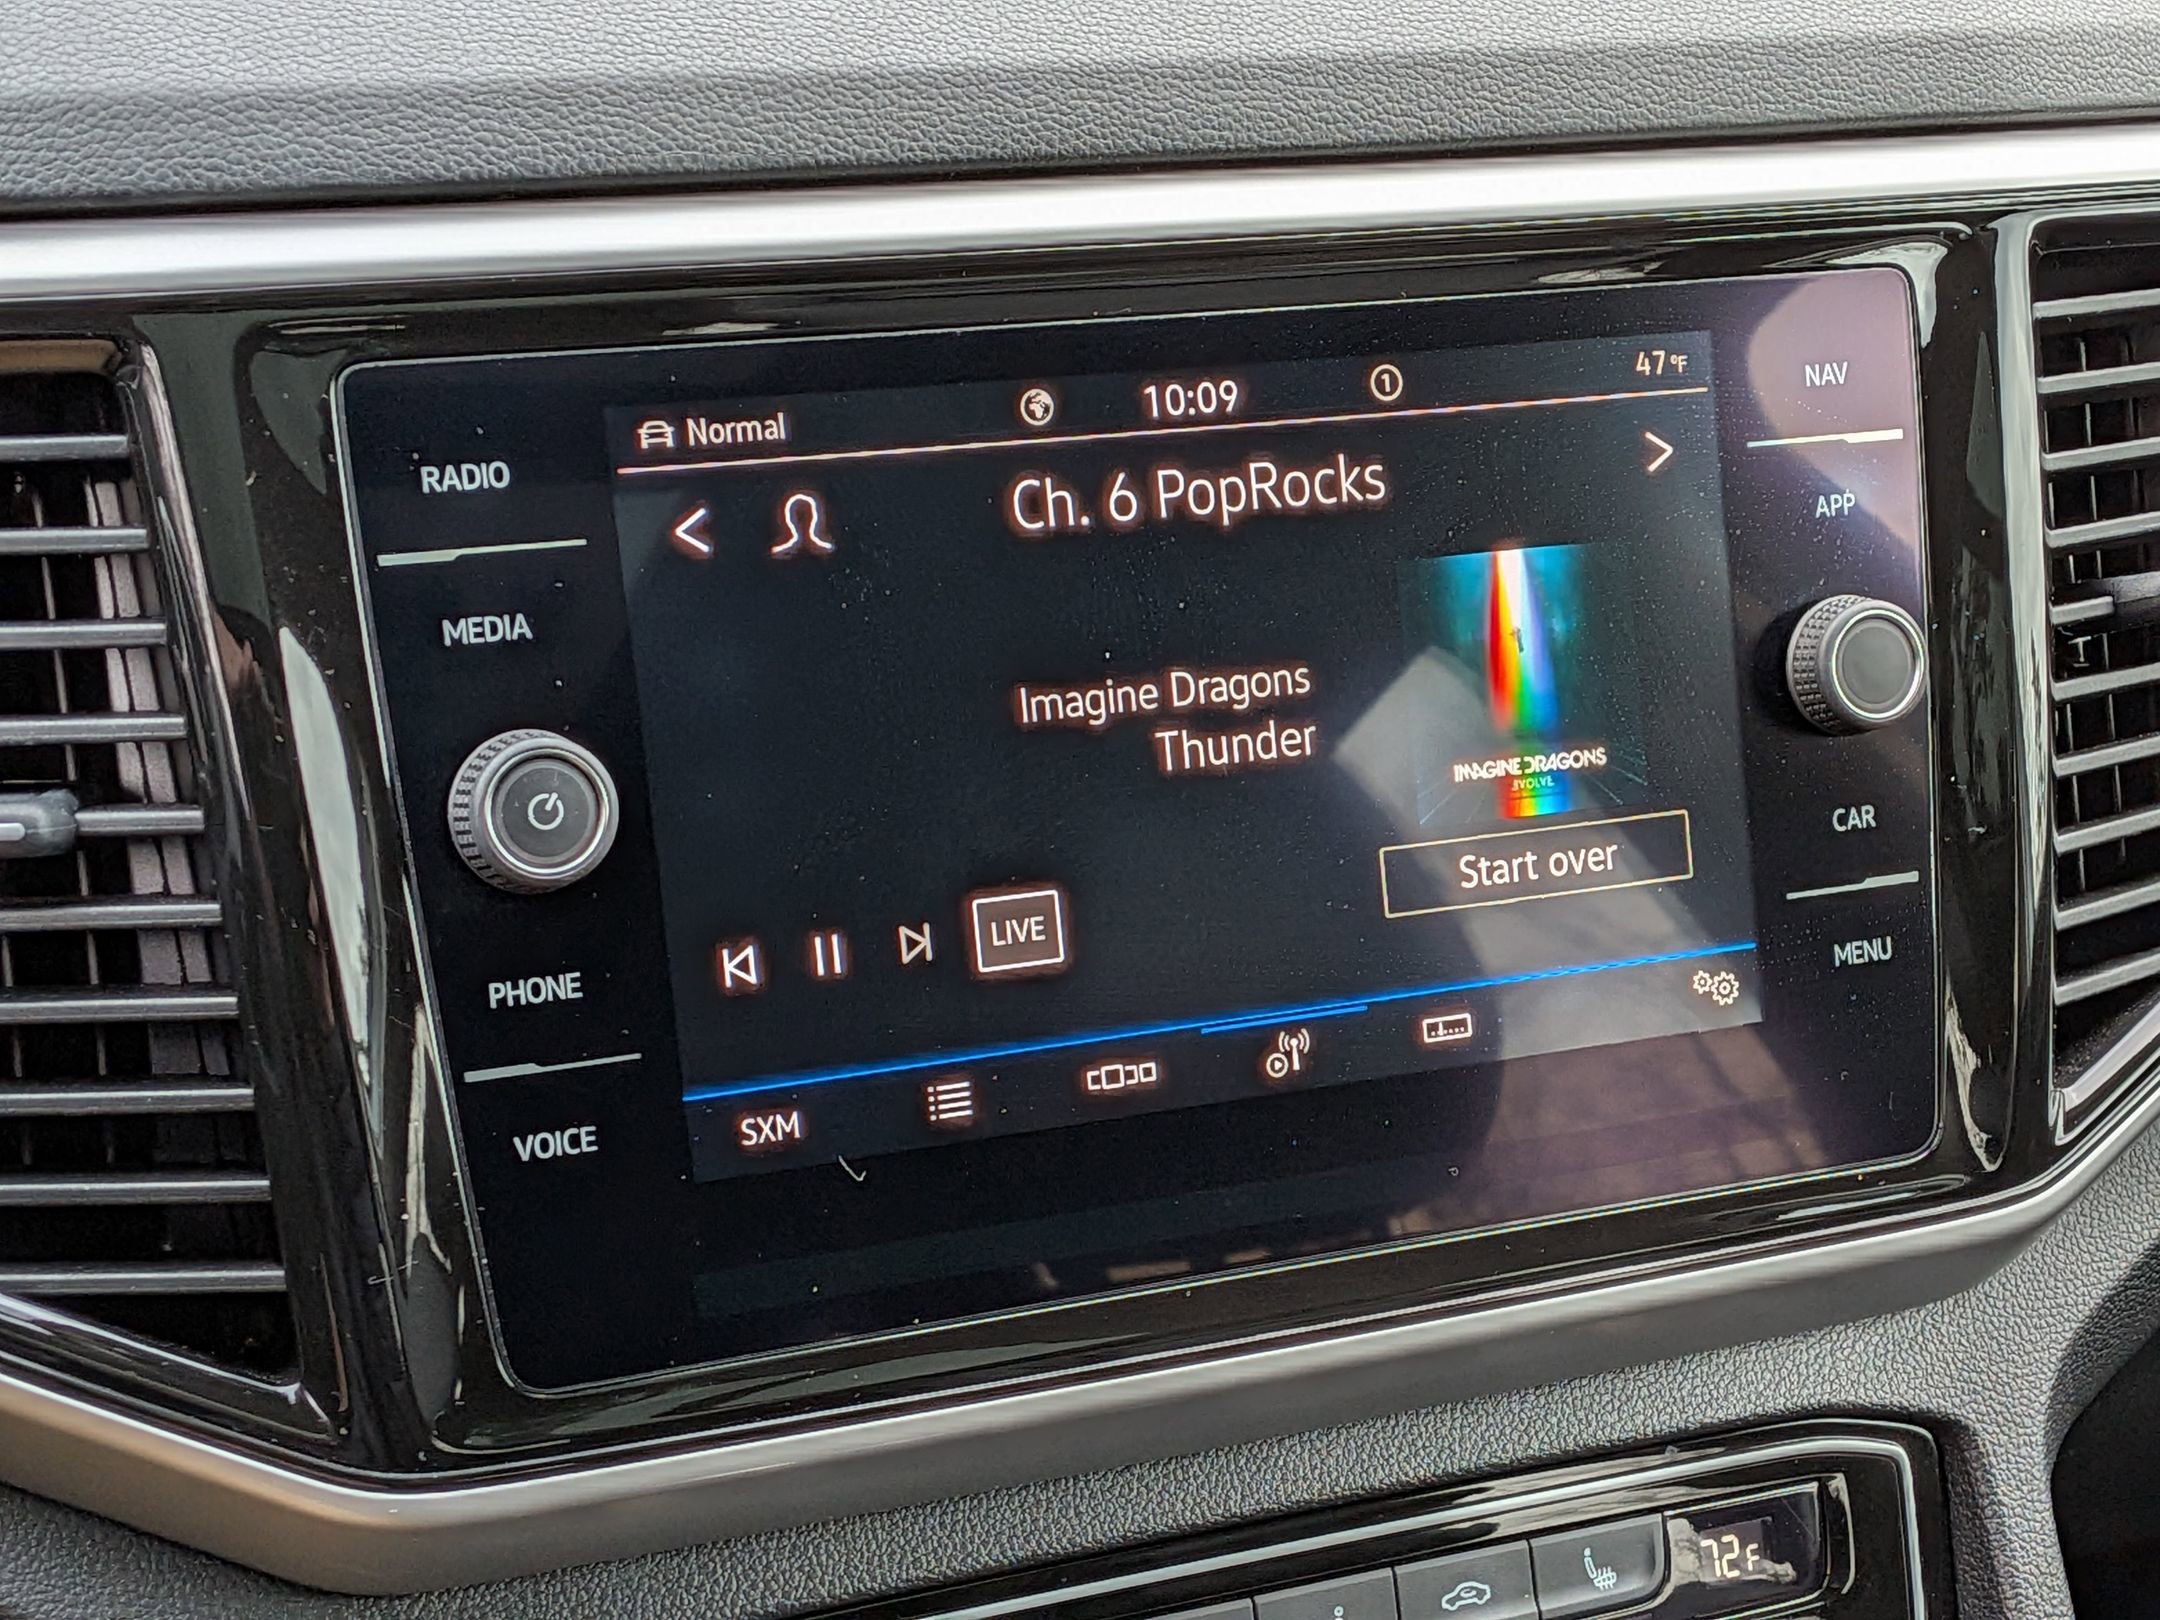 RADIO
MEDIA
PHONE
VOICE
Normal
10:09
1
47°F
Ch. 6 PopRocks
Imagine Dragons
Thunder
IMAGINE DRAGONS
EVOLVE
Start over
LIVE
SXM
NAV
APP
CAR
MENU
72F